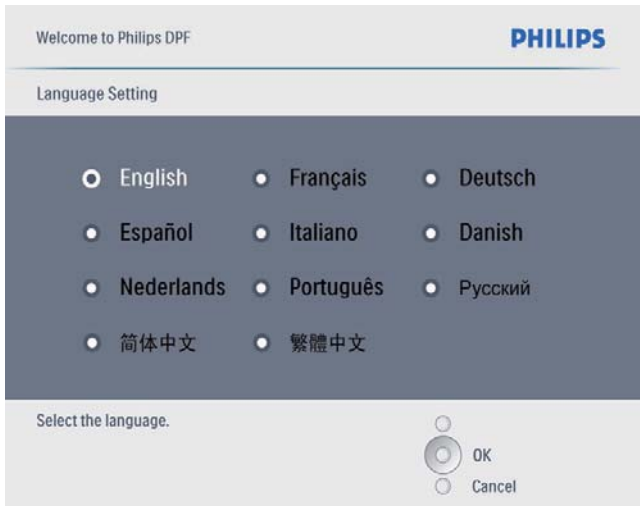 Welcome to Philips DPF
PHILIPS
Language Setting
English Français Deutsch
Español Italiano Danish
Nederlands Português Русский
简体中文 繁體中文
Select the language.
OK
Cancel